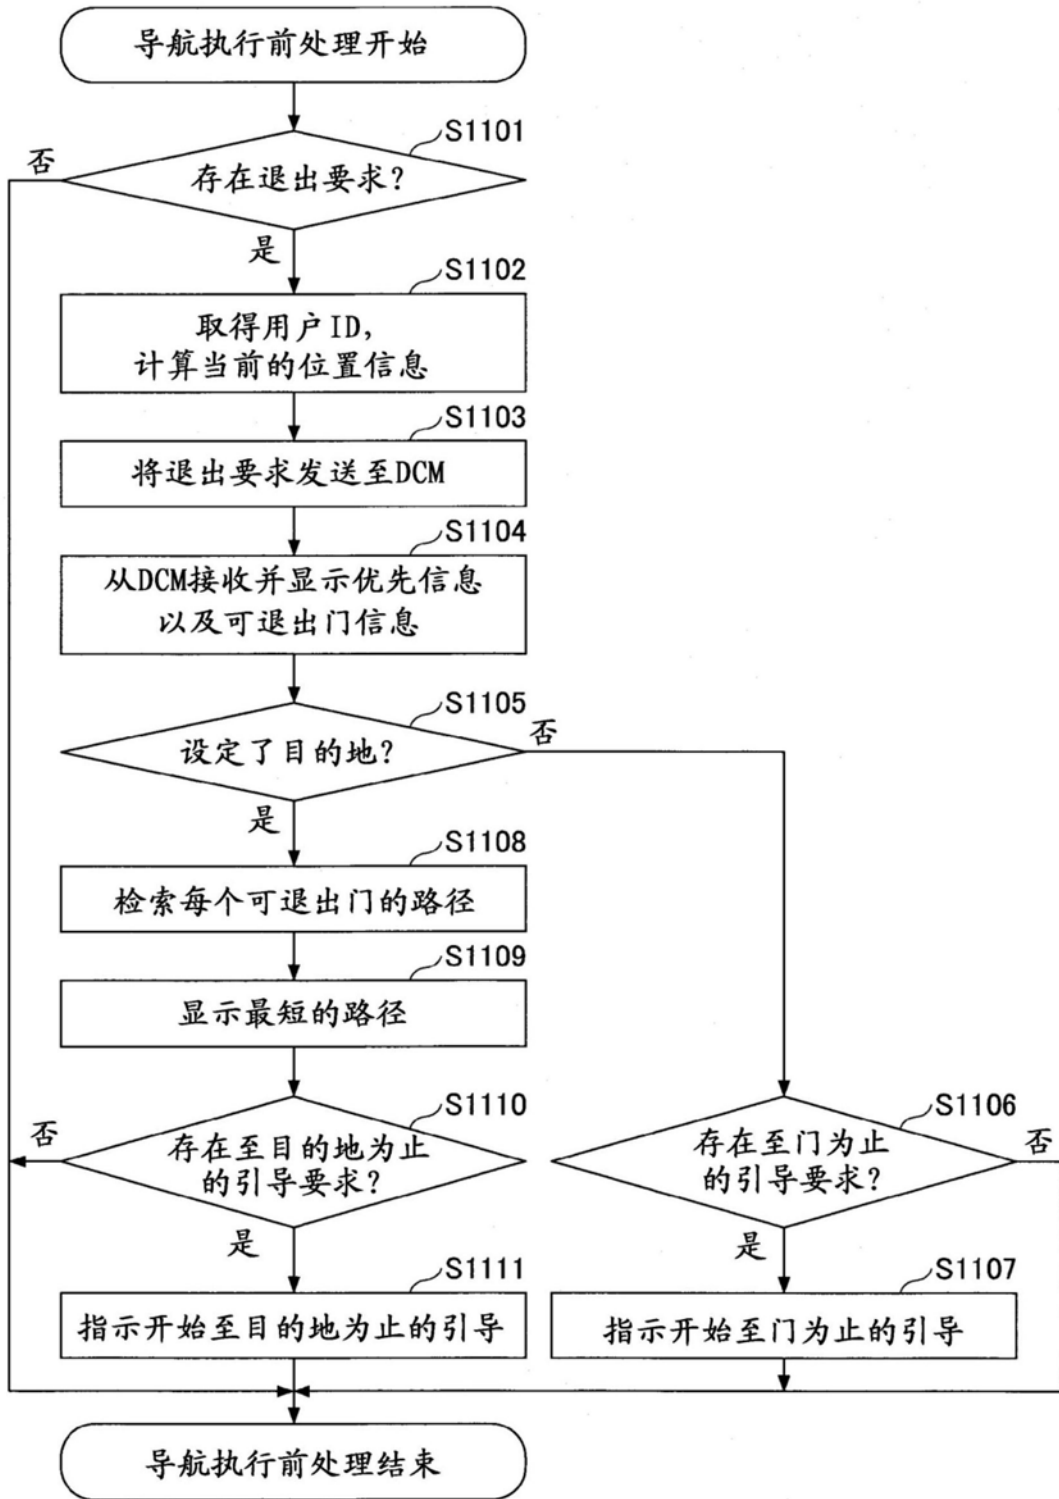 导航执行前处理开始
S1101
否
存在退出要求?
是
S1102
取得用户ID,
计算当前的位置信息
S1103
将退出要求发送至DCM
S1104
从DCM接收并显示优先信息
以及可退出门信息
S1105
否
设定了目的地?
是
S1108
检索每个可退出门的路径
S1109
显示最短的路径
S1110
否
存在至目的地为止
的引导要求?
是
S1106
存在至门为止
的引导要求?
否
是
S1111
指示开始至目的地为止的引导
S1107
指示开始至门为止的引导
导航执行前处理结束